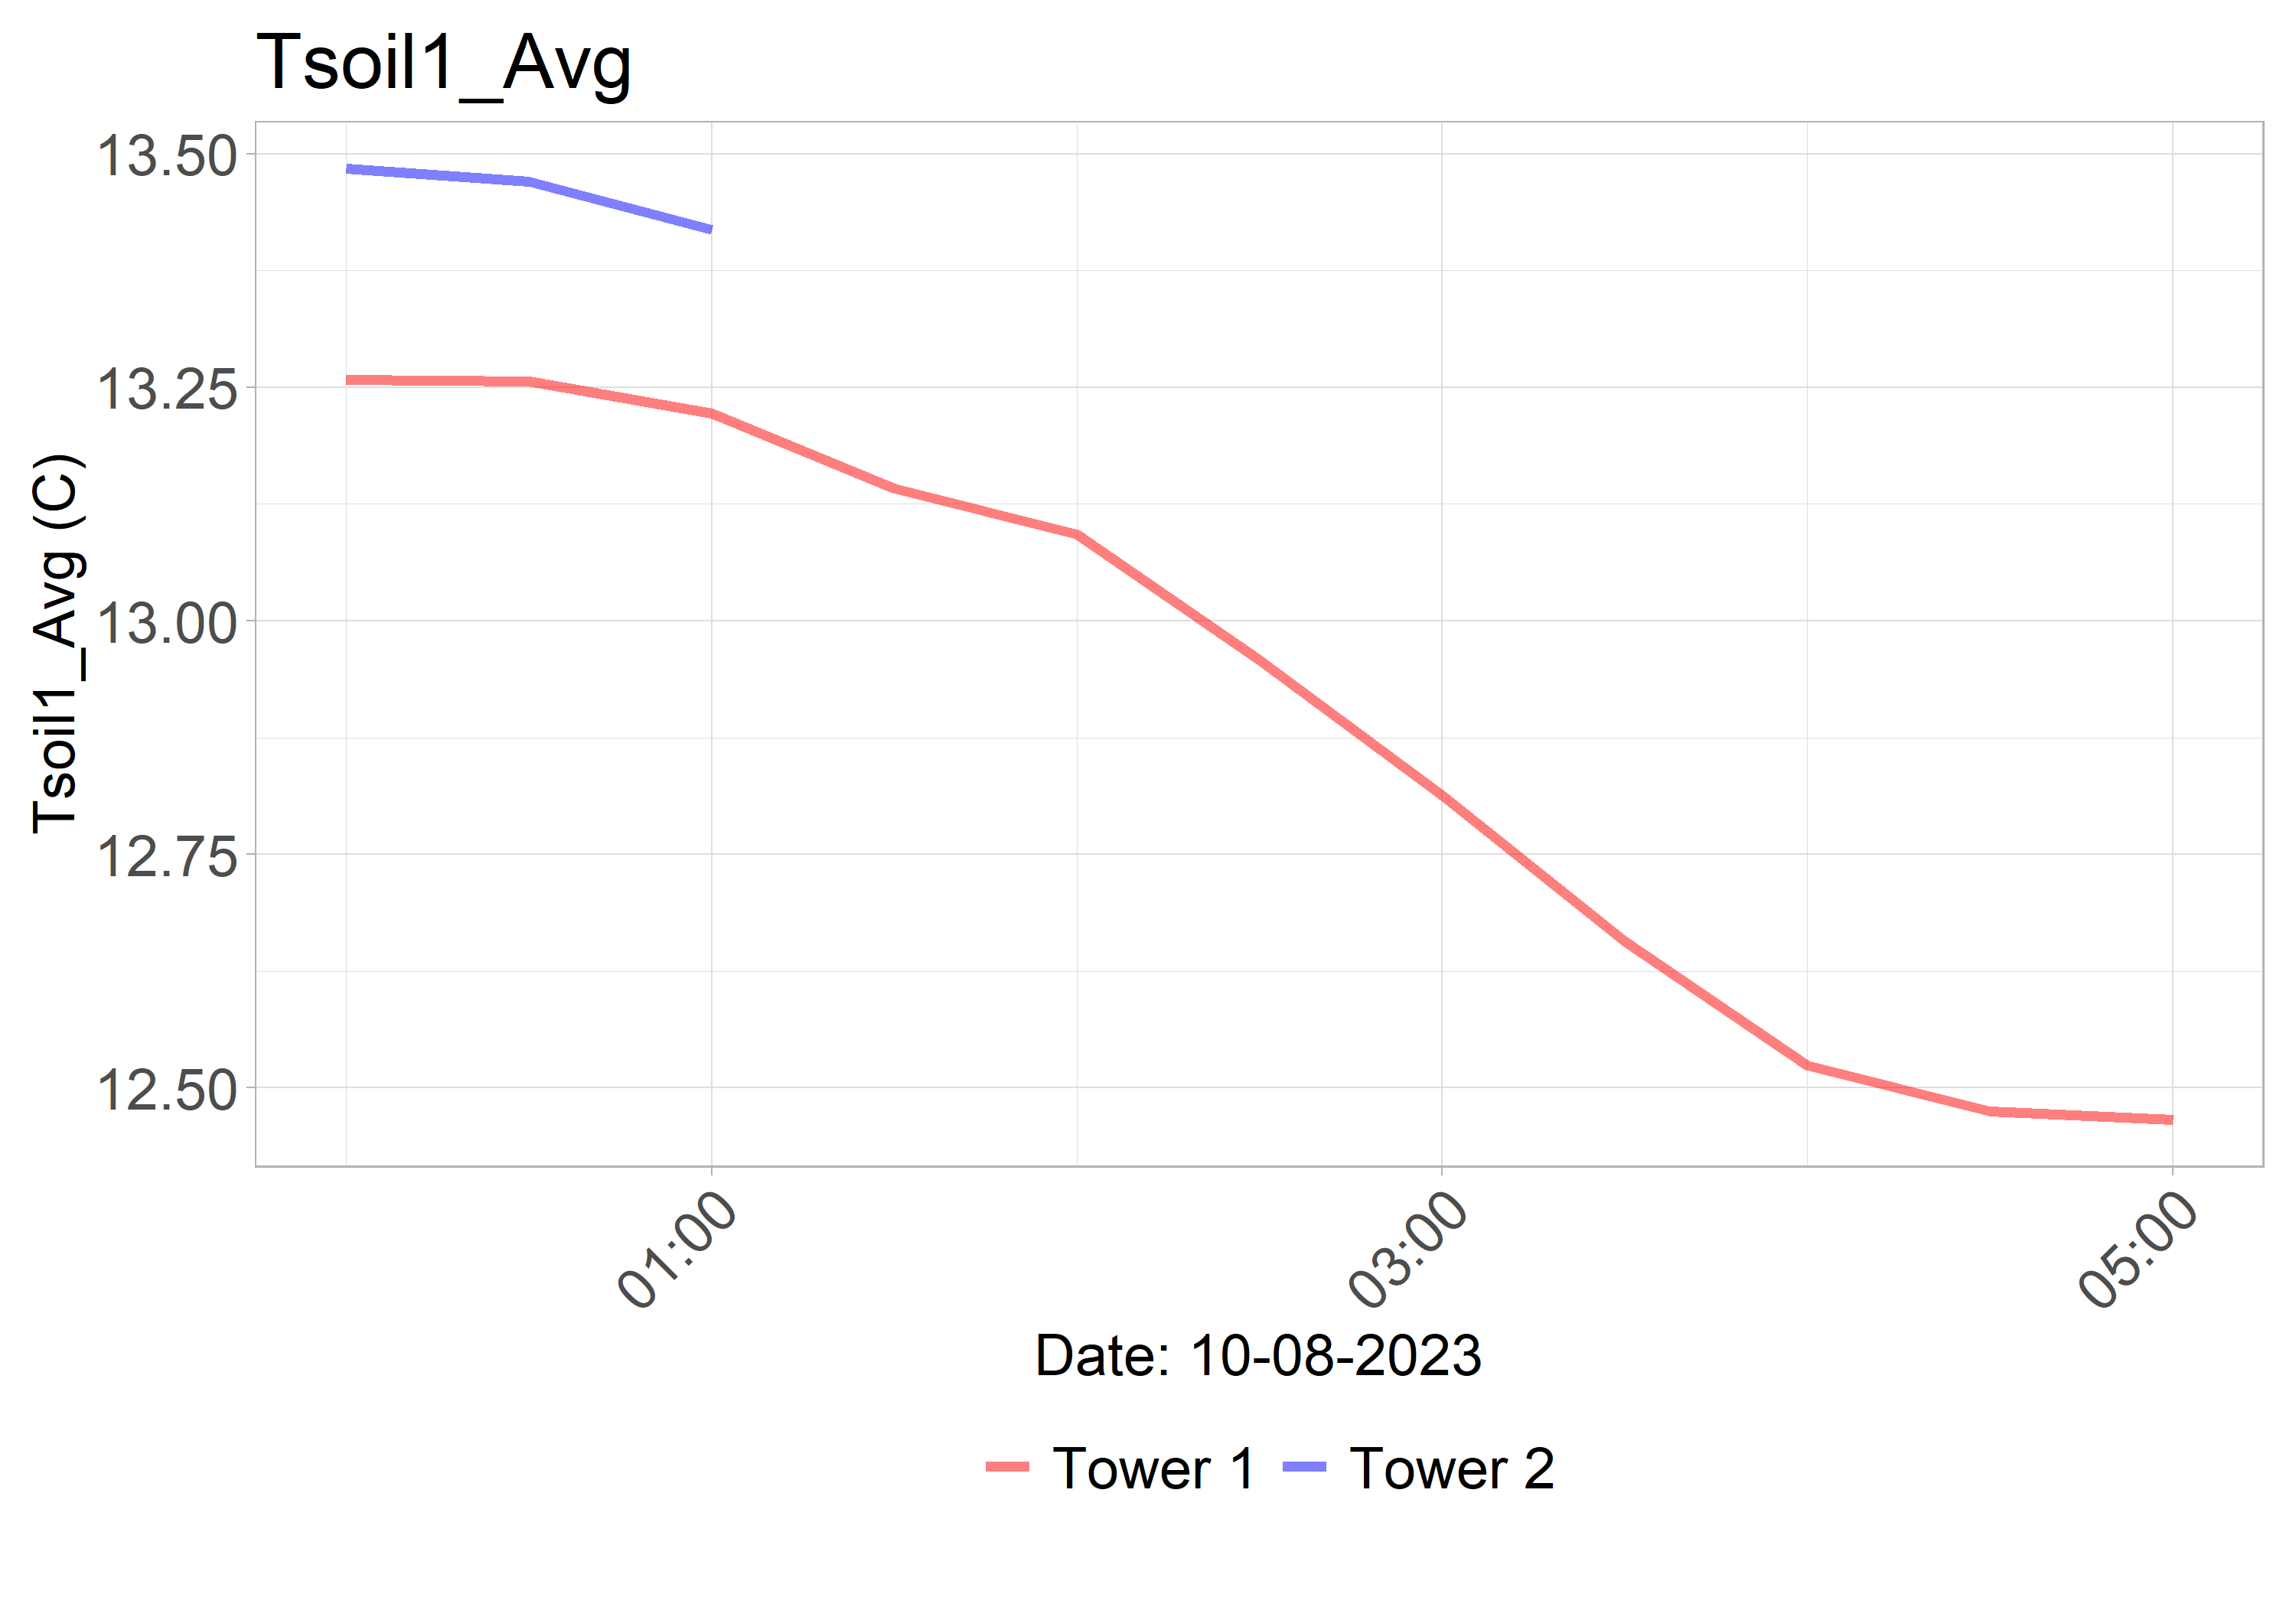 Tsoil1_Avg
Tsoil1_Avg (C)
13.50
13.25
13.00
12.75
12.50
01:00
03:00
05:00
Date: 10-08-2023
Tower 1
Tower 2